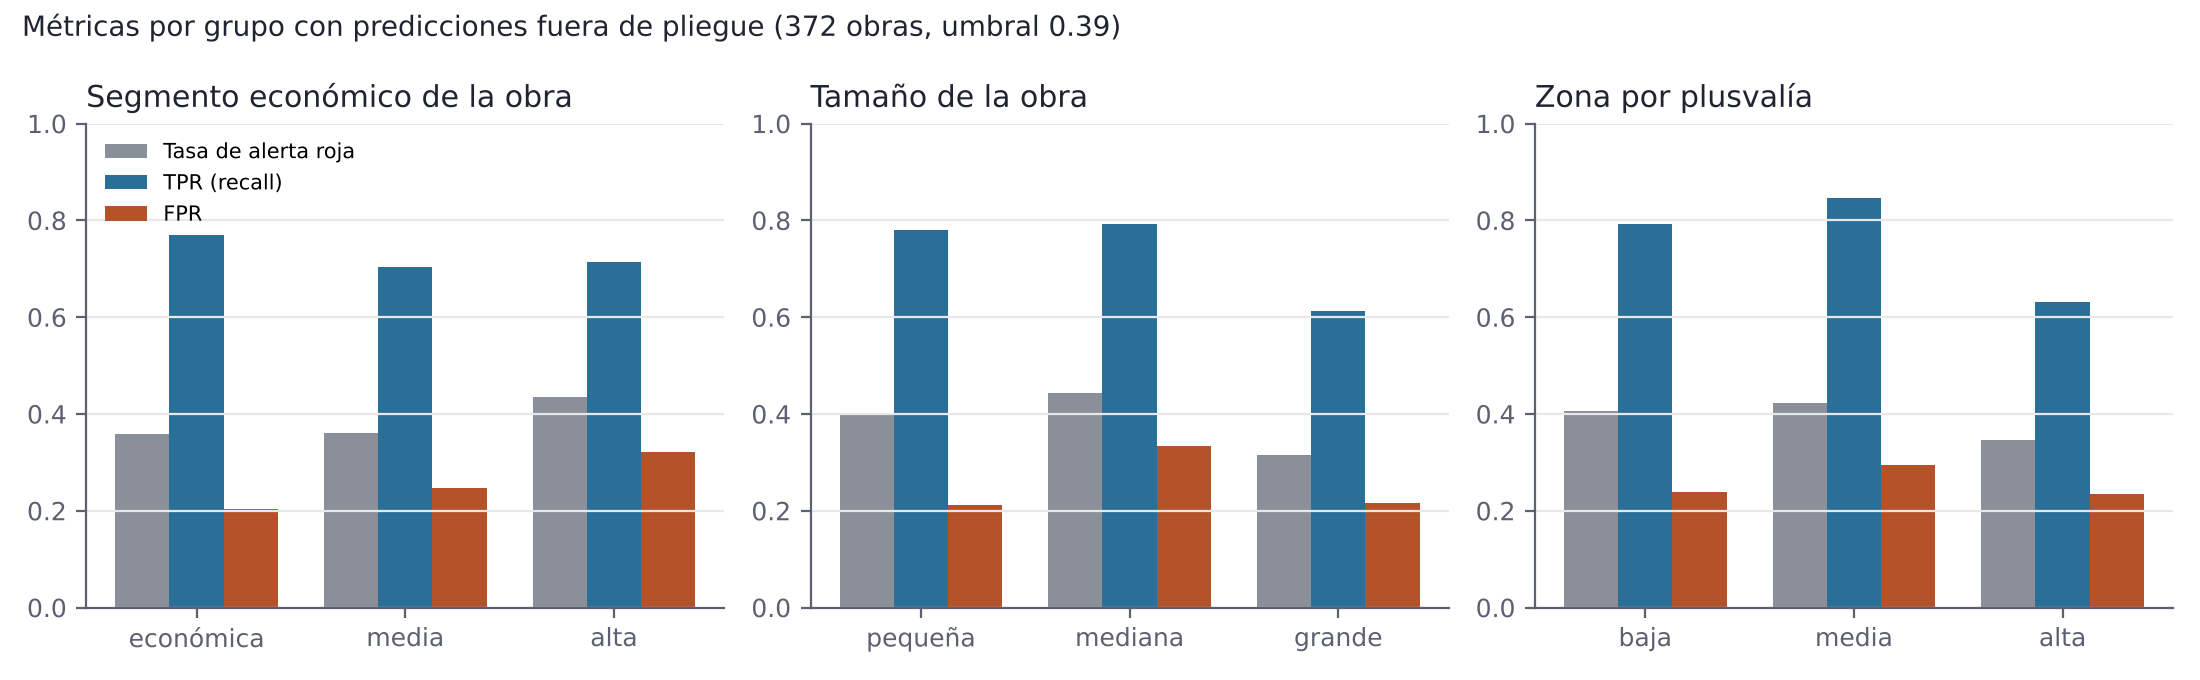 Métricas por grupo con predicciones fuera de pliegue (372 obras, umbral 0.39)
Segmento económico de la obra
1.0
0.8
0.6
0.4
0.2
0.0
Tasa de alerta roja
TPR (recall)
FPR
económica media alta
Tamaño de la obra
1.0
0.8
0.6
0.4
0.2
0.0
pequeña mediana grande
Zona por plusvalía
1.0
0.8
0.6
0.4
0.2
0.0
baja media alta